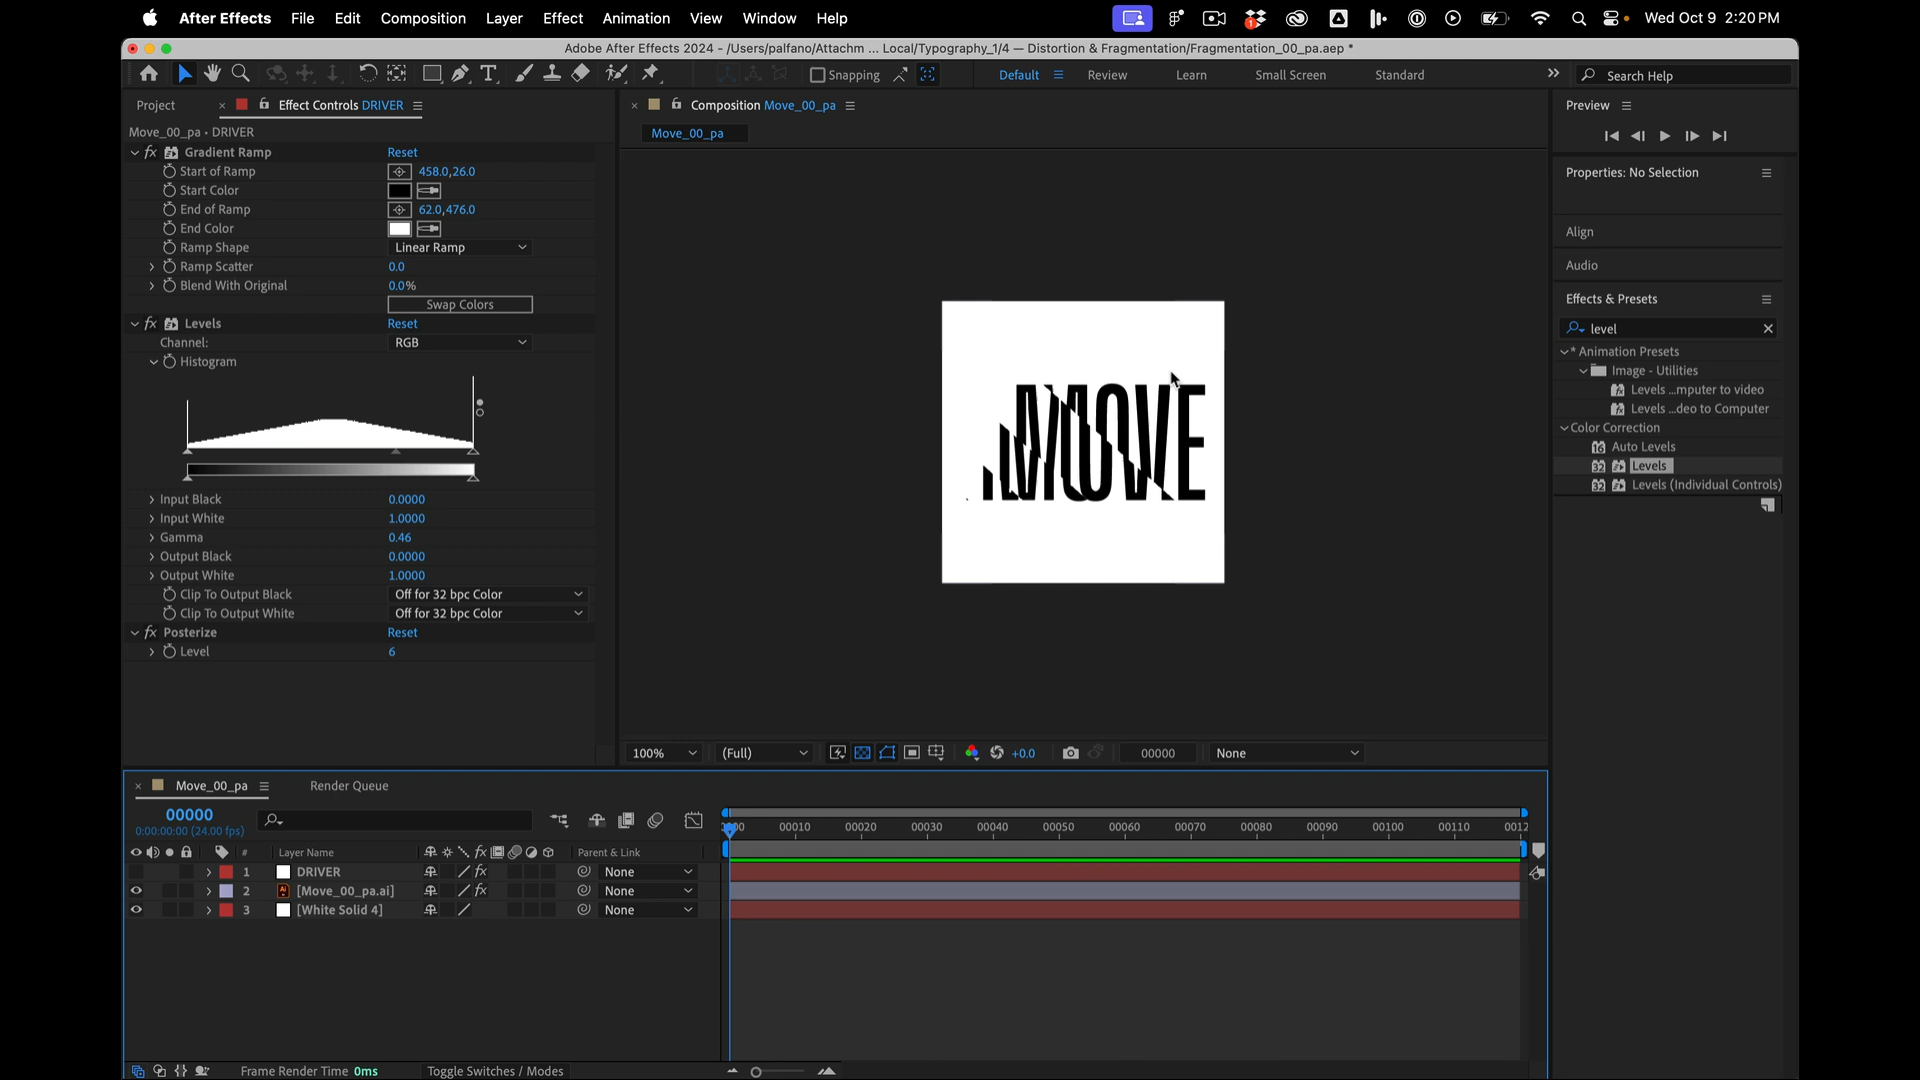 After Effects File Edit Composition Layer Effect Animation View Window Help Wed Oct 9 2:20 PM
Adobe After Effects 2024 - /Users/palfano/Attachm ... Local/Typography_1/4 — Distortion & Fragmentation/Fragmentation_00_pa.aep *
Snapping Default Review Learn Small Screen Standard Search Help
Project Effect Controls DRIVER
Move_00_pa • DRIVER
Gradient Ramp Reset
Start of Ramp 458.0,26.0
Start Color
End of Ramp 62.0,476.0
End Color
Ramp Shape Linear Ramp
Ramp Scatter 0.0
Blend With Original 0.0%
Swap Colors
Levels Reset
Channel: RGB
Histogram
Input Black 0.0000
Input White 1.0000
Gamma 0.46
Output Black 0.0000
Output White 1.0000
Clip To Output Black Off for 32 bpc Color
Clip To Output White Off for 32 bpc Color
Posterize Reset
Level 6
Composition Move_00_pa
Move_00_pa
MOVE
100% (Full) +0.0 00000 None
Preview
Properties: No Selection
Align
Audio
Effects & Presets
level
* Animation Presets
Image - Utilities
Levels ...mputer to video
Levels ...deo to Computer
Color Correction
Auto Levels
Levels
Levels (Individual Controls)
Move_00_pa Render Queue
00000
0:00:00:00 (24.00 fps)
00010 00020 00030 00040 00050 00060 00070 00080 00090 00100 00110 0012
# Layer Name Parent & Link
1 DRIVER None
2 [Move_00_pa.ai] None
3 [White Solid 4] None
Frame Render Time 0ms Toggle Switches / Modes